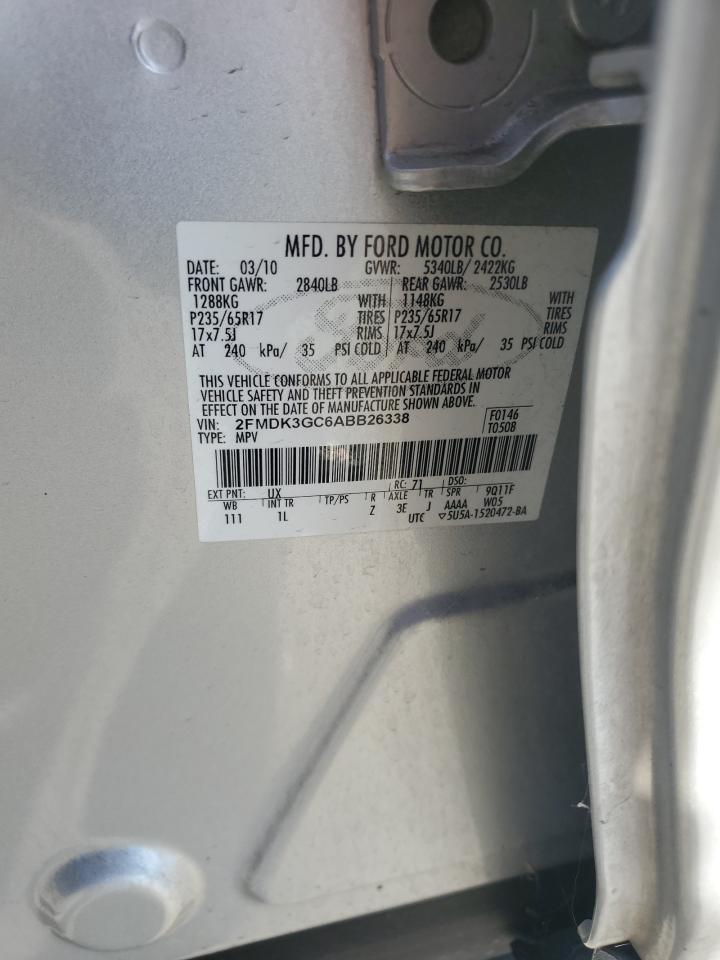 MFD. BY FORD MOTOR CO.
DATE: 03/10 GVWR: 5340LB/ 2422KG
FRONT GAWR: 2840LB REAR GAWR: 2530LB
1288KG WITH 1148KG WITH
P235/65R17 TIRES P235/65R17 TIRES
17x7.5J RIMS 17x7.5J RIMS
AT 240 kPa/ 35 PSI COLD AT 240 kPa/ 35 PSI COLD
THIS VEHICLE CONFORMS TO ALL APPLICABLE FEDERAL MOTOR
VEHICLE SAFETY AND THEFT PREVENTION STANDARDS IN
EFFECT ON THE DATE OF MANUFACTURE SHOWN ABOVE.
VIN: 2FMDK3GC6ABB26338 F0146
TYPE: MPV T0508
RC: 71 DSO:
EXT PNT: UX 9Q11F
WB INT TR TP/PS R AXLE TR SPR W05
111 1L Z 3E J AAAA
UTC ▽5U5A-1520472-BA